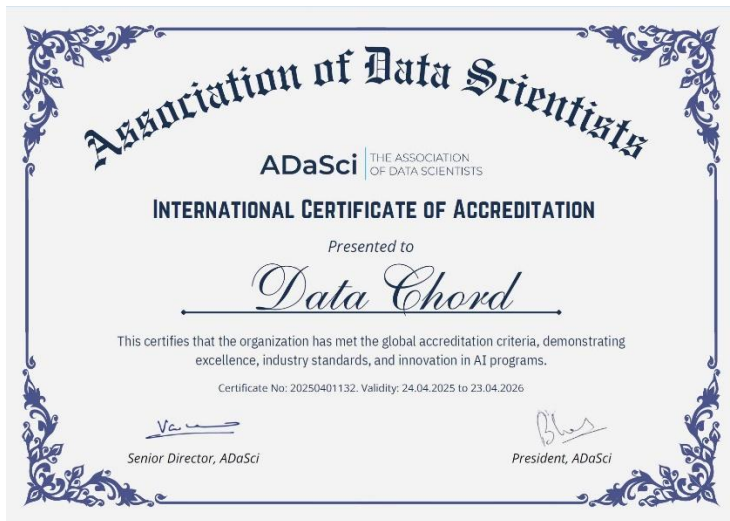 Association of Data Scientists
ADaSci
THE ASSOCIATION
OF DATA SCIENTISTS
INTERNATIONAL CERTIFICATE OF ACCREDITATION
Presented to
Data Chord
This certifies that the organization has met the global accreditation criteria, demonstrating
excellence, industry standards, and innovation in AI programs.
Certificate No: 20250401132. Validity: 24.04.2025 to 23.04.2026
Senior Director, ADaSci
President, ADaSci